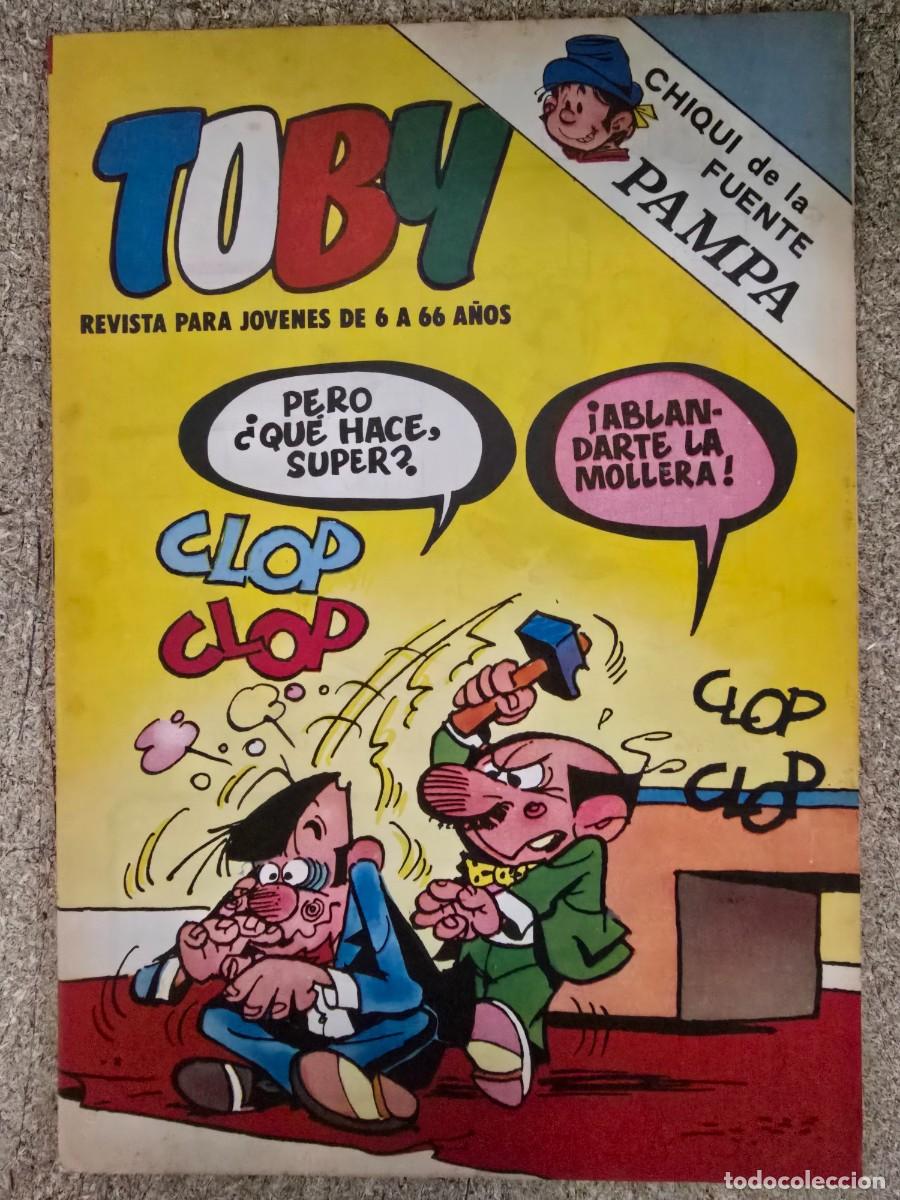 TOBY
REVISTA PARA JOVENES DE 6 A 66 AÑOS
CHIQUI de la
FUENTE
PAMPA
PERO
¿QUÉ HACE,
SUPER?
¡ABLAN-
DARTE LA
MOLLERA!
CLOP
CLOP
CLOP
CLOP
todocoleccion